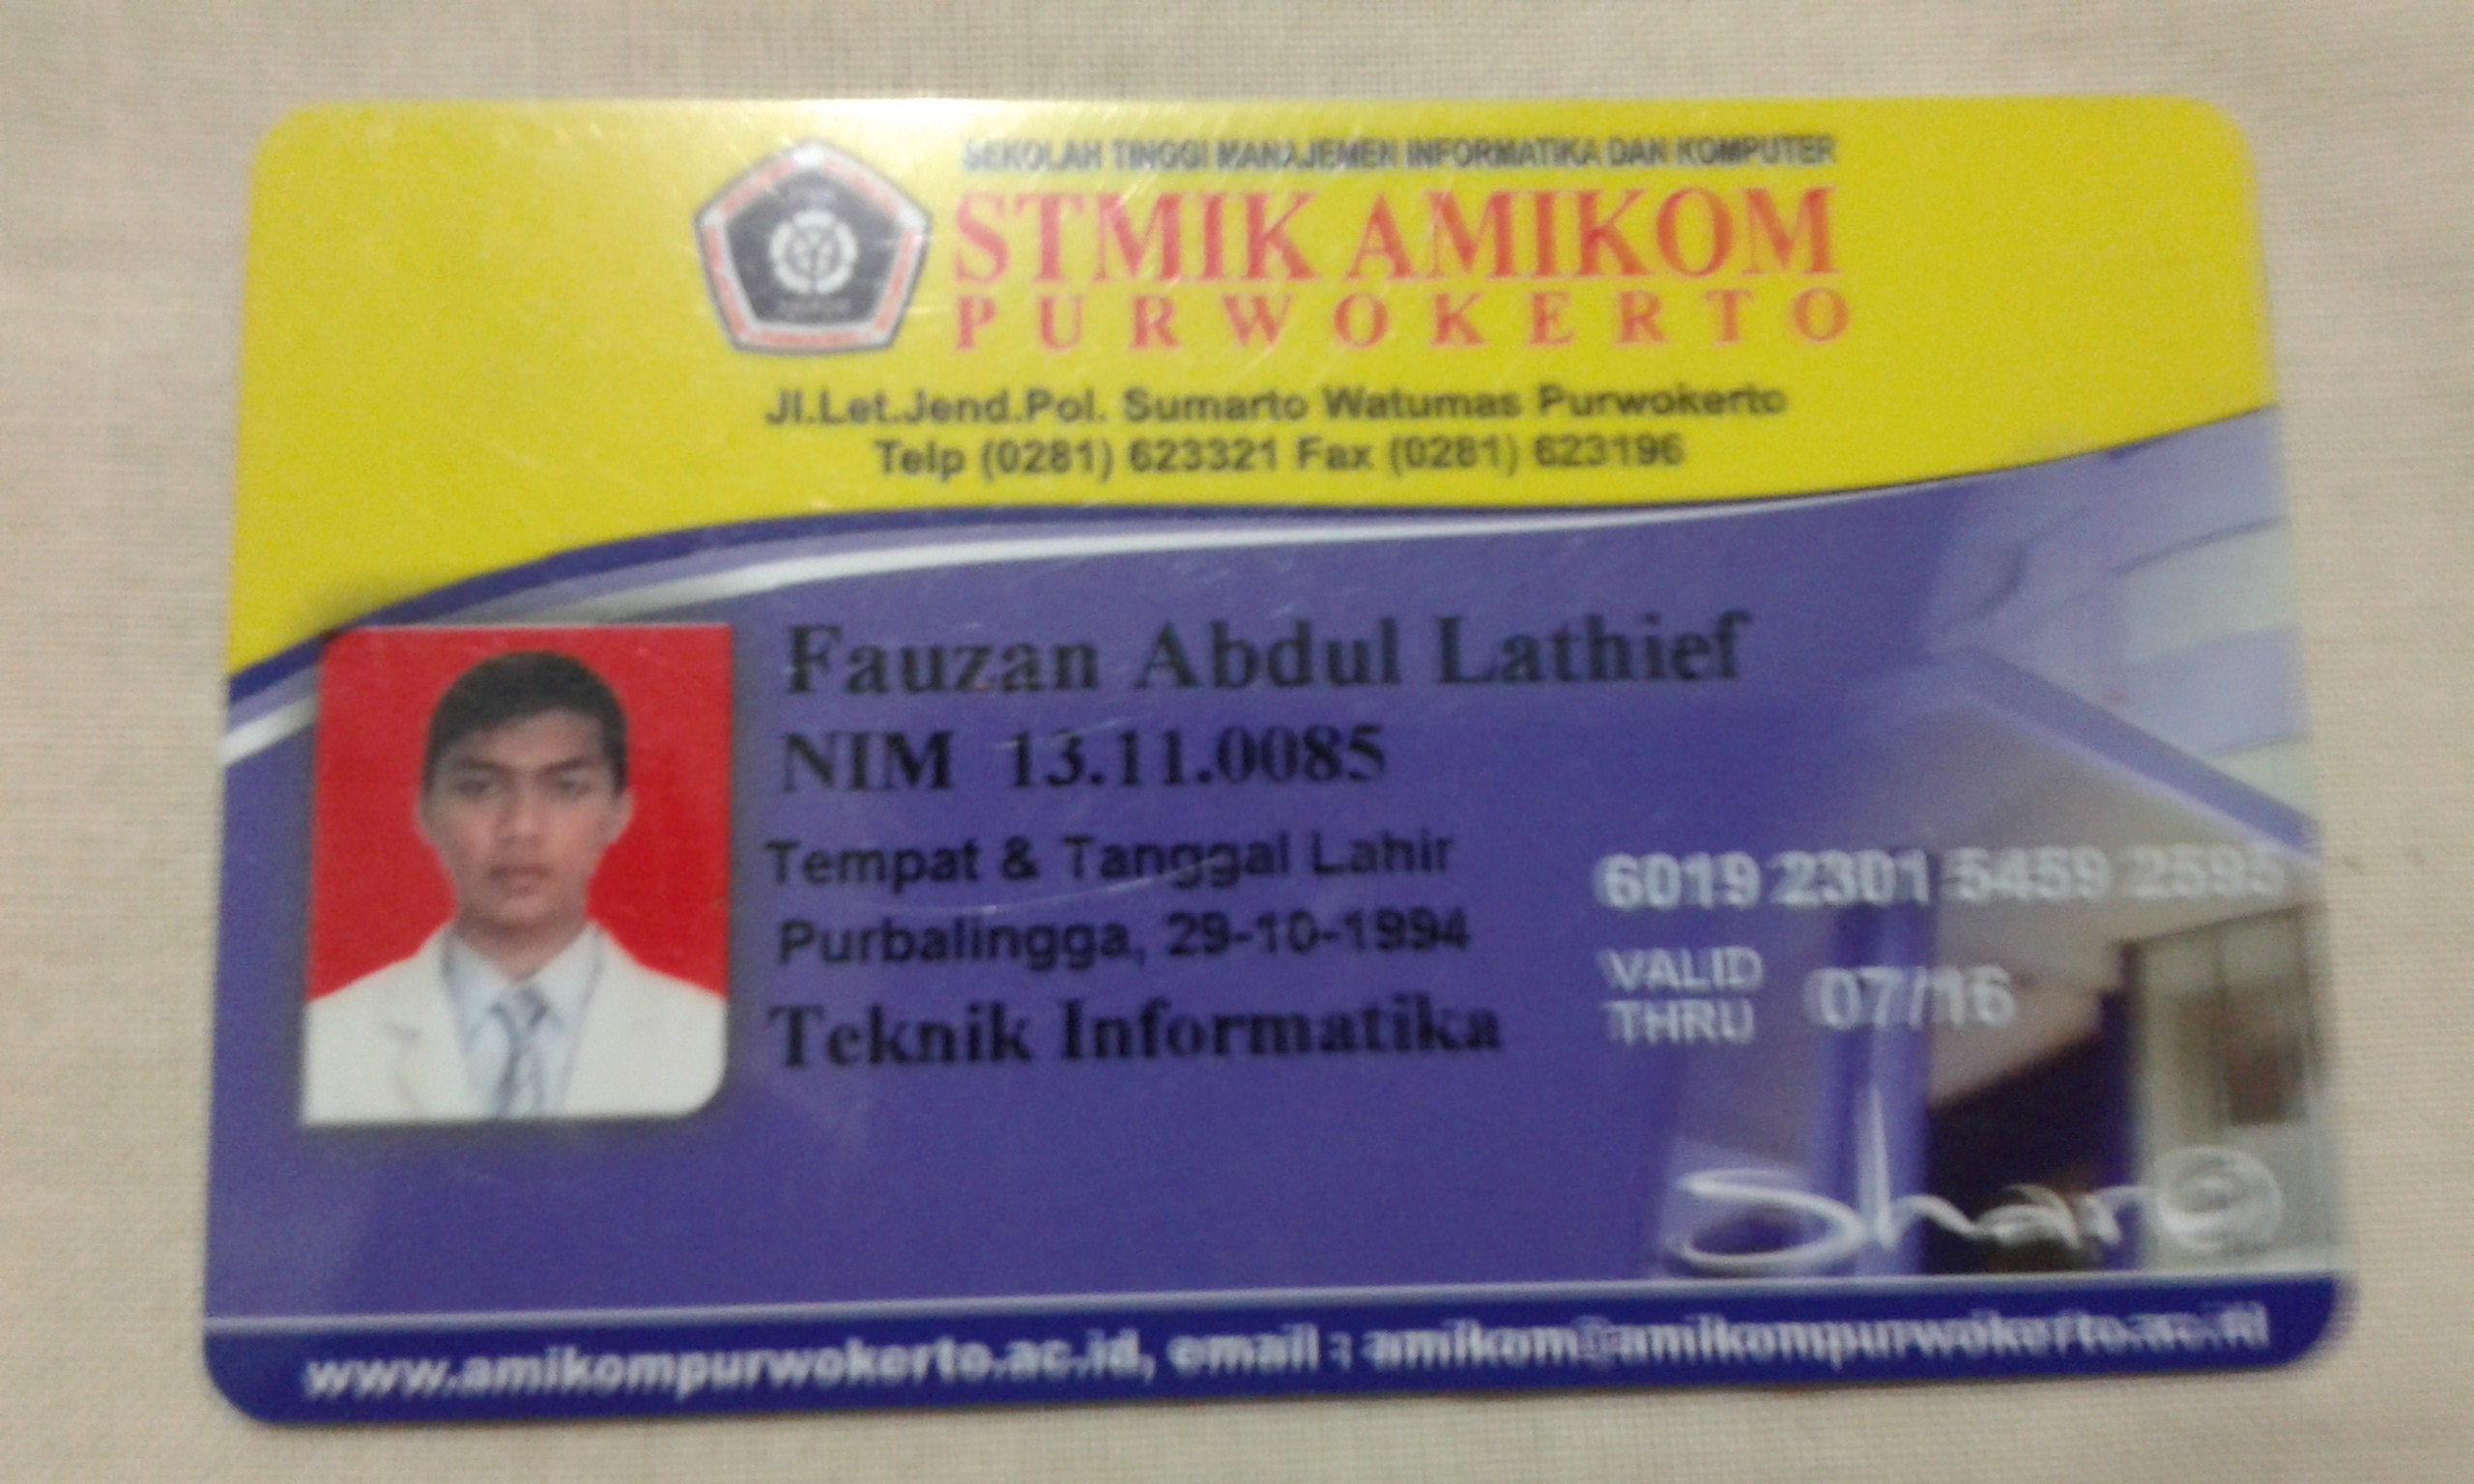 SEKOLAH TINGGI MANAJEMEN INFORMATIKA DAN KOMPUTER
STMIK AMIKOM
PURWOKERTO
Jl.Let.Jend.Pol. Sumarto Watumas Purwokerto
Telp (0281) 623321 Fax (0281) 623196
Fauzan Abdul Lathief
NIM 13.11.0085
Tempat & Tanggal Lahir
Purbalingga, 29-10-1994
Teknik Informatika
6019 2301 5459 2595
VALID THRU 07/16
Share
www.amikompurwokerto.ac.id, email : amikom@amikompurwokerto.ac.id